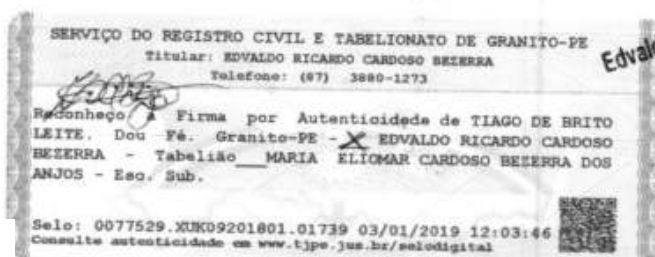 SERVIÇO DO REGISTRO CIVIL E TABELIONATO DE GRANITO-PE
Titular: EDVALDO RICARDO CARDOSO BEZERRA
Telefone: (87) 3880-1273
Edvald
Reconheço a Firma por Autenticidade de TIAGO DE BRITO
LEITE. Dou Fé. Granito-PE - X EDVALDO RICARDO CARDOSO
BEZERRA - Tabelião___MARIA ELIOMAR CARDOSO BEZERRA DOS
ANJOS - Esc. Sub.
Selo: 0077529.XUK09201801.01739 03/01/2019 12:03:46
Consulte autenticidade em www.tjpe.jus.br/selodigital